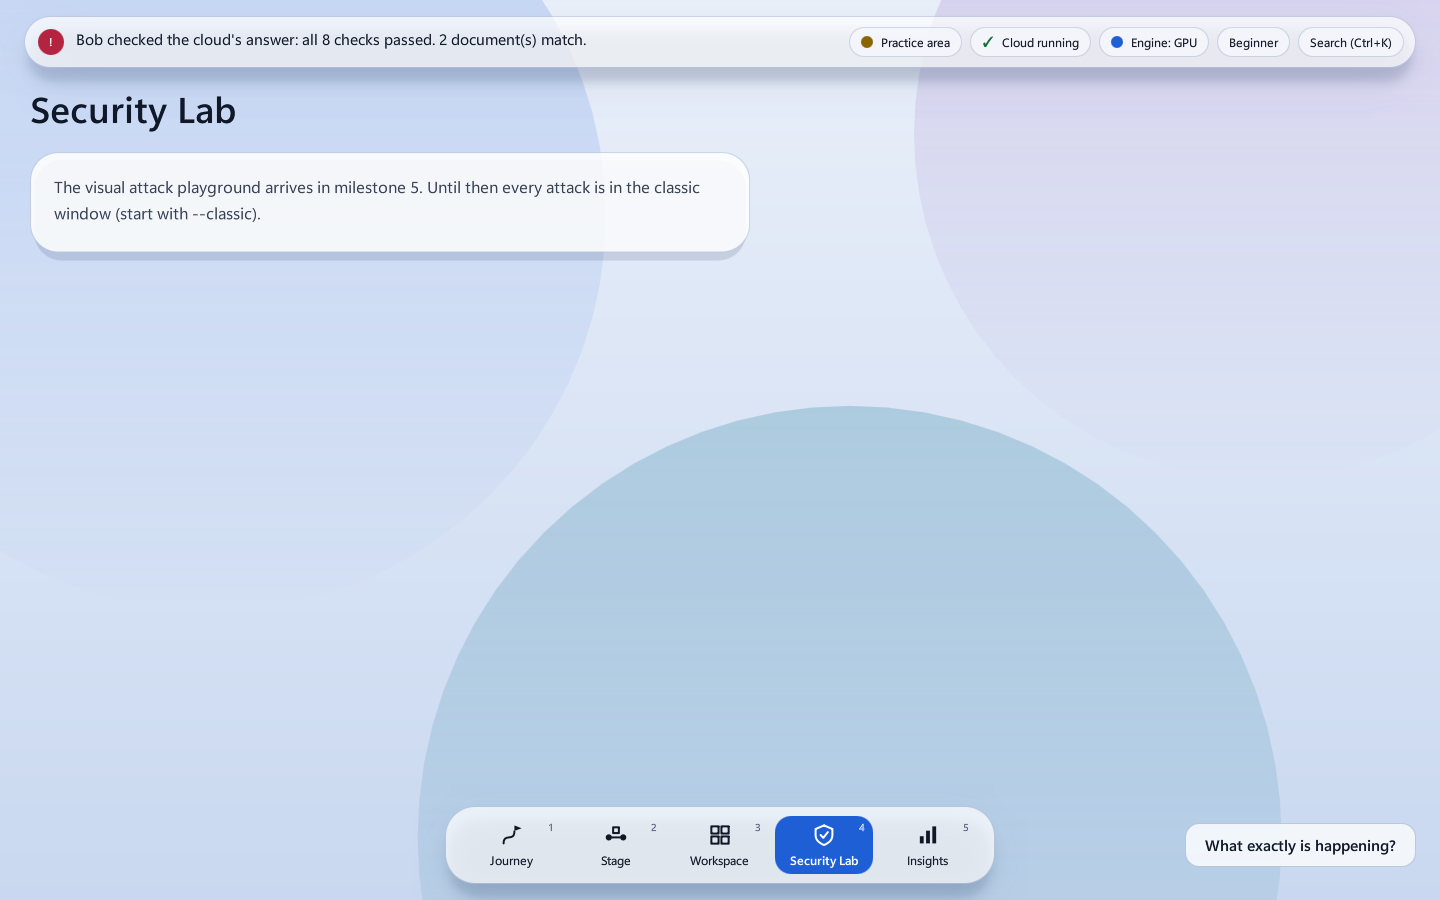 ! Bob checked the cloud's answer: all 8 checks passed. 2 document(s) match.
Practice area
✓ Cloud running
Engine: GPU
Beginner
Search (Ctrl+K)
Security Lab
The visual attack playground arrives in milestone 5. Until then every attack is in the classic
window (start with --classic).
1
Journey
2
Stage
3
Workspace
4
Security Lab
5
Insights
What exactly is happening?